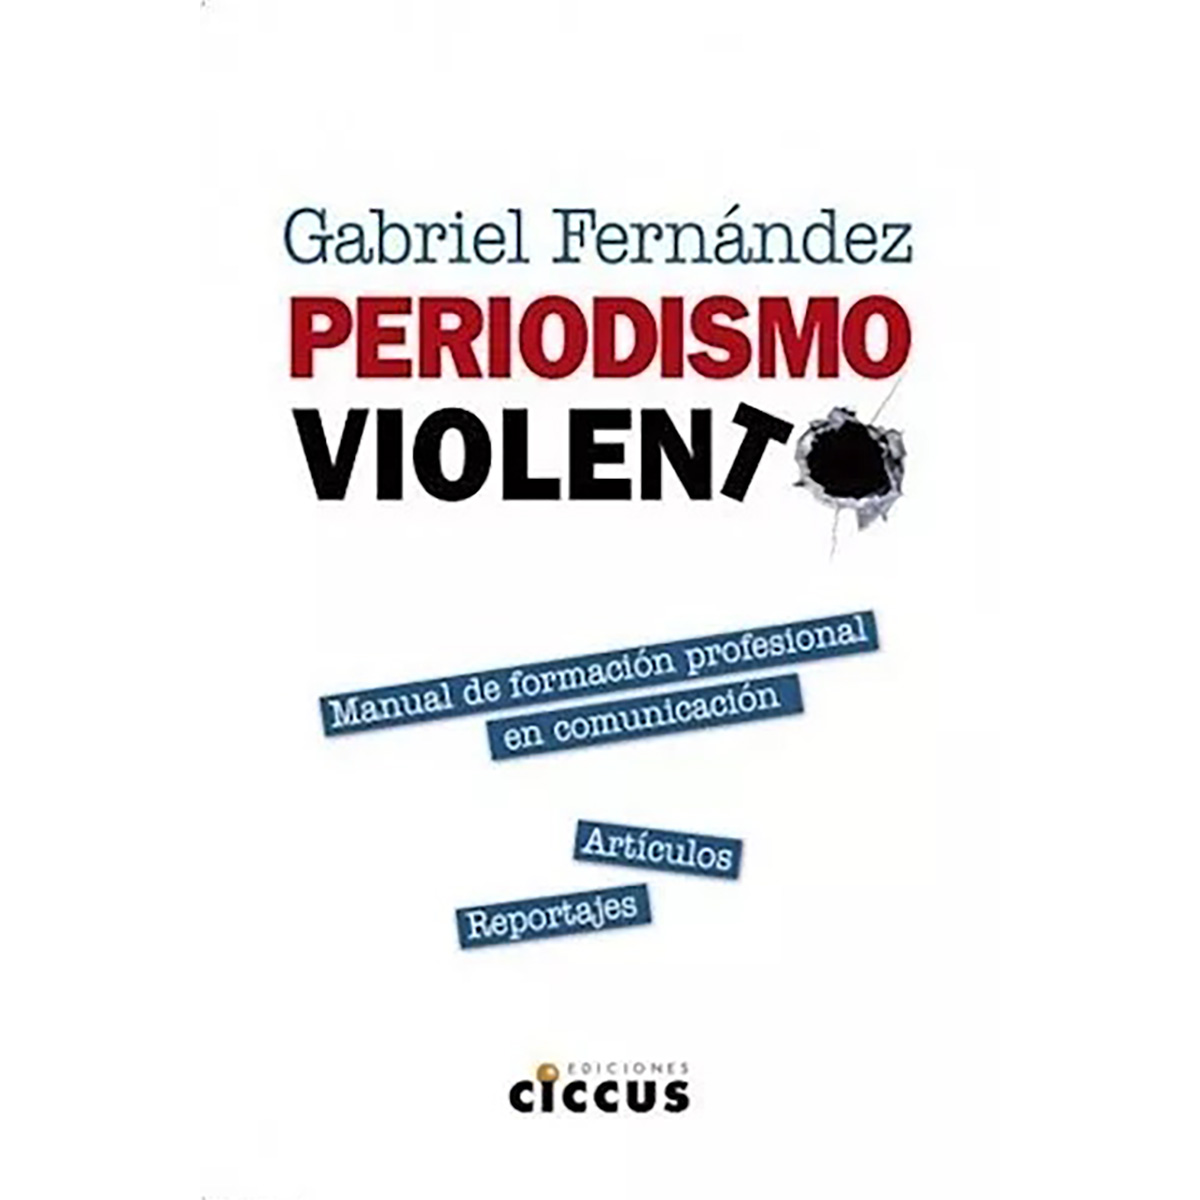 Gabriel Fernández
PERIODISMO
VIOLENTO
Manual de formación profesional
en comunicación
Artículos
Reportajes
EDICIONES
CICCUS